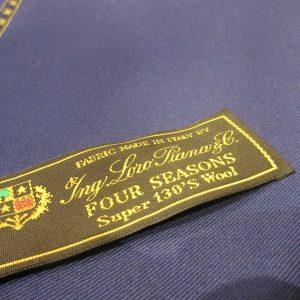 FABRIC MADE IN ITALY BY
Ing. Loro Piana & C.
FOUR SEASONS
Super 130'S Wool